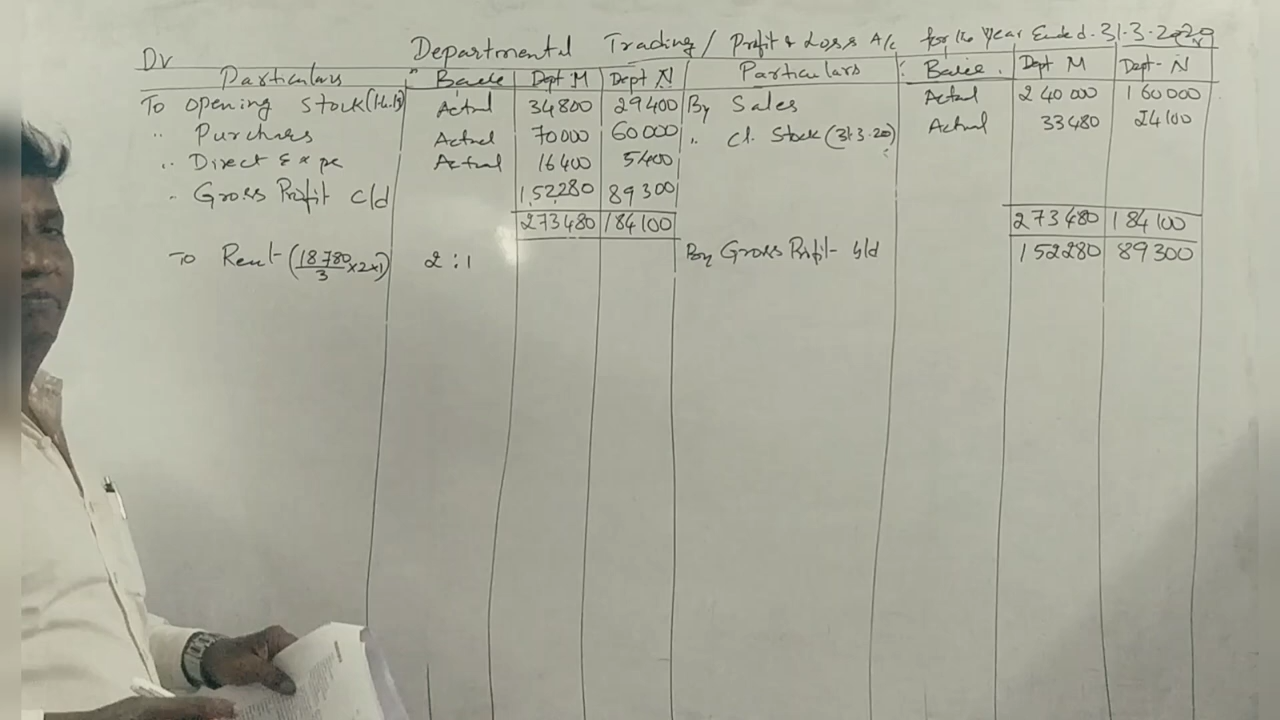 Departmental Trading / Profit & Loss A/c for the Year Ended. 31.3.2020
Dr
Particulars Basis Dept M Dept N Particulars Basis Dept M Dept- N
To Opening Stock (1.4.19) Actual 34800 29400 By Sales Actual 240000 160000
" Purchases Actual 70000 60000 " Cl. Stock (31.3.20) Actual 33480 24100
" Direct Expe Actual 16400 5400
" Gross Profit c/d 1,52280 89300
273480 184100 273480 184100
To Rent (18780/3 x2x1) 2:1 By Gross Profit b/d 152280 89300